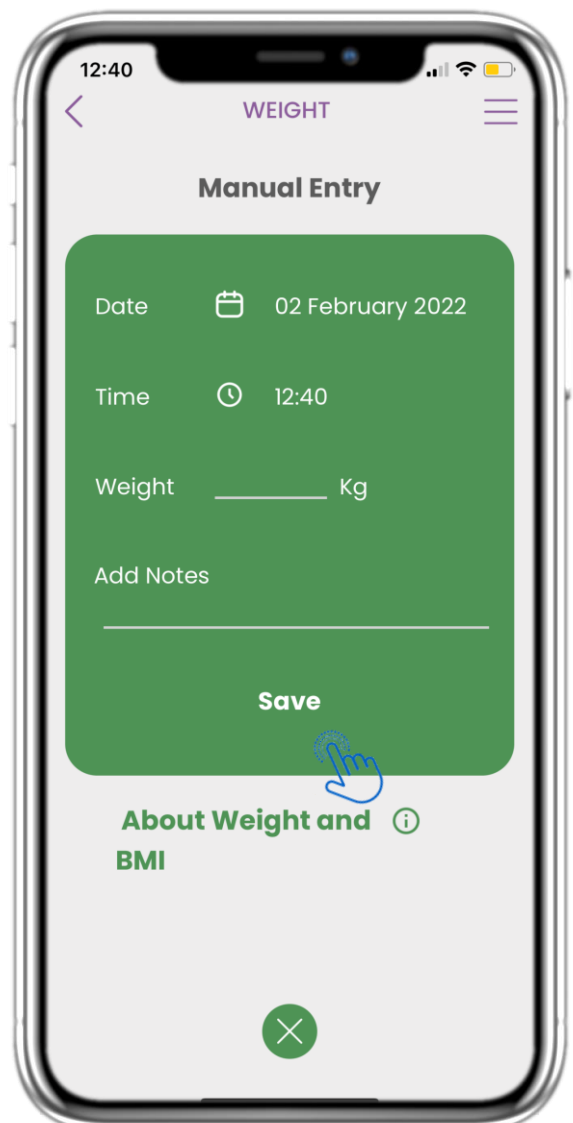 12:40
WEIGHT
Manual Entry
Date 02 February 2022
Time 12:40
Weight Kg
Add Notes
Save
About Weight and
BMI